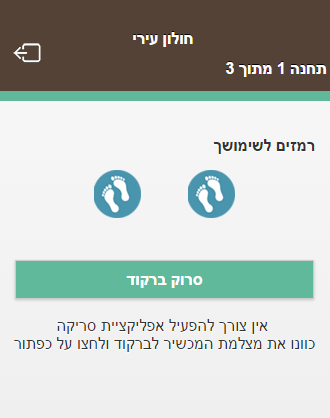 חולון עירי
תחנה 1 מתוך 3
רמזים לשימושך
סרוק ברקוד
אין צורך להפעיל אפליקציית סריקה
כוונו את מצלמת המכשיר לברקוד ולחצו על כפתור